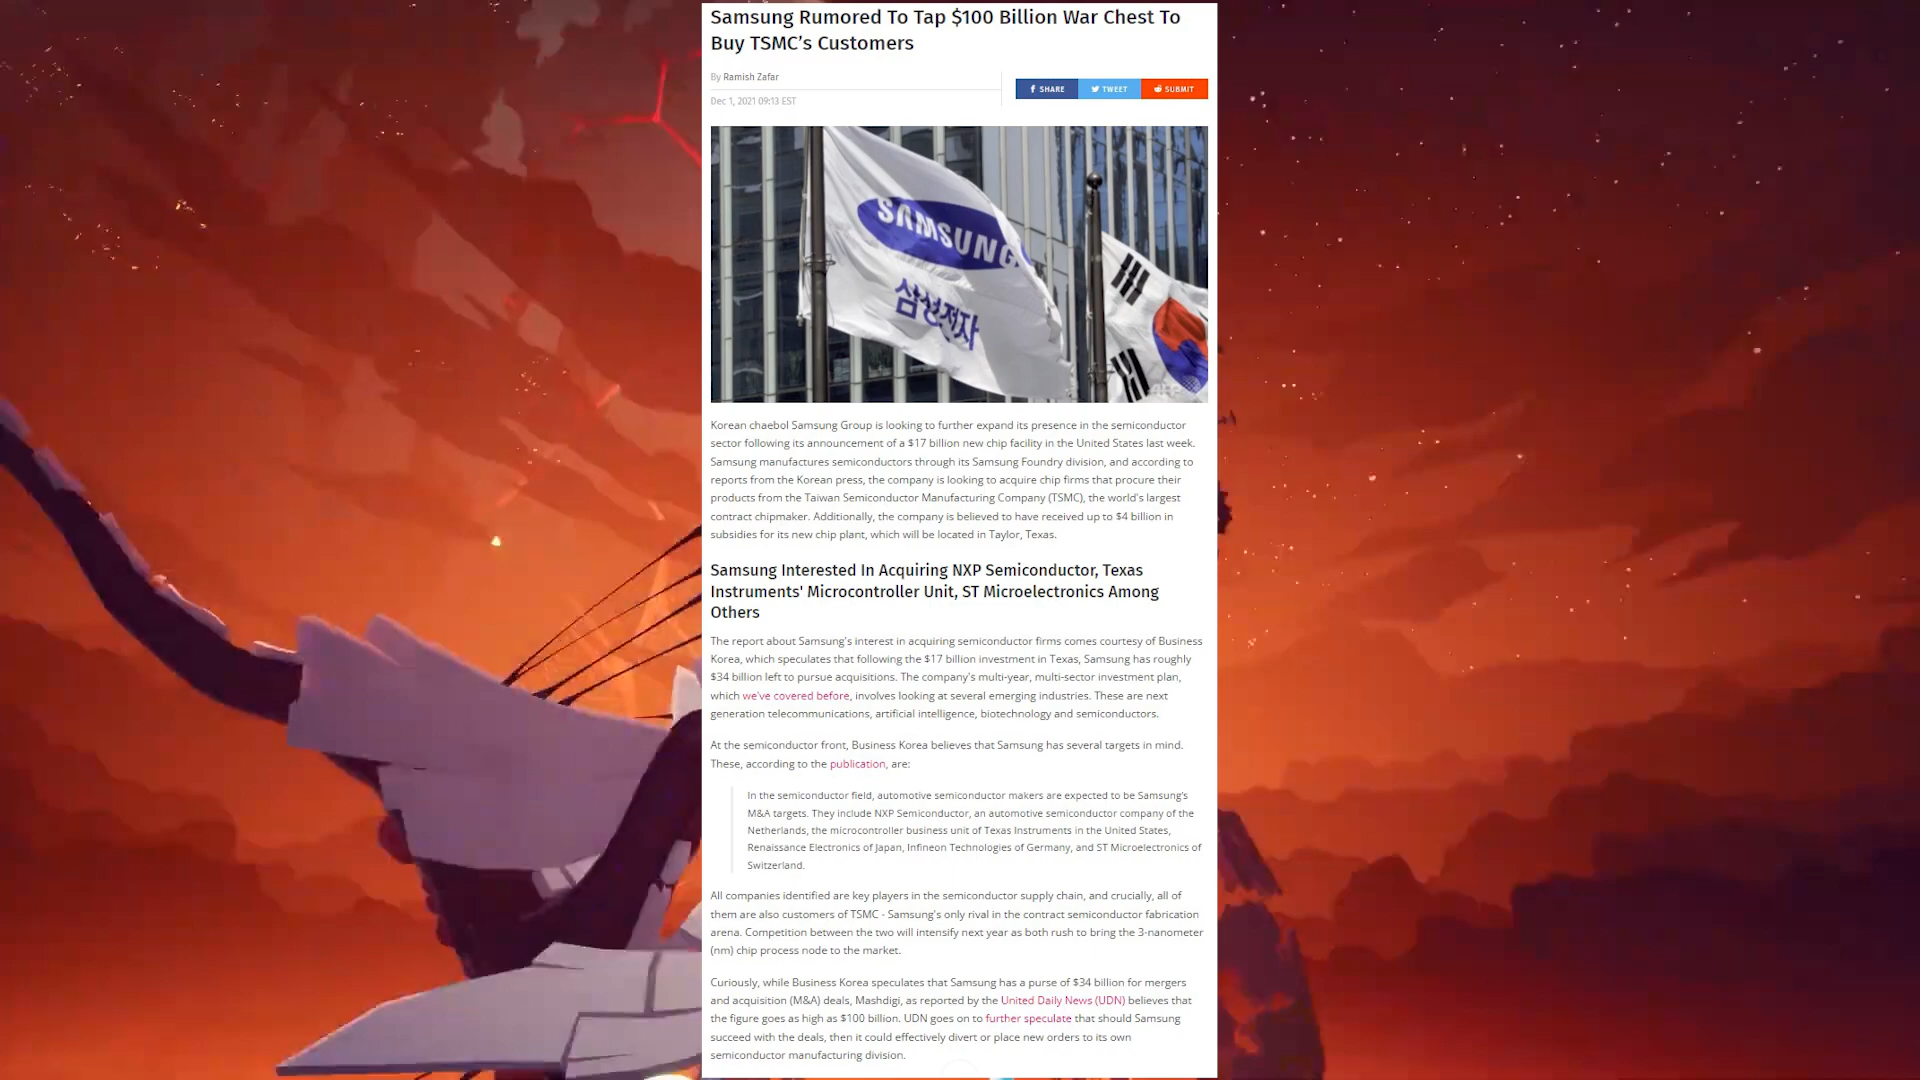 Samsung Rumored To Tap $100 Billion War Chest To
Buy TSMC’s Customers
By Ramish Zafar
Dec 1, 2021 09:13 EST
SHARE
TWEET
SUBMIT
SAMSUNG
삼성전자
AFP
Korean chaebol Samsung Group is looking to further expand its presence in the semiconductor
sector following its announcement of a $17 billion new chip facility in the United States last week.
Samsung manufactures semiconductors through its Samsung Foundry division, and according to
reports from the Korean press, the company is looking to acquire chip firms that procure their
products from the Taiwan Semiconductor Manufacturing Company (TSMC), the world's largest
contract chipmaker. Additionally, the company is believed to have received up to $4 billion in
subsidies for its new chip plant, which will be located in Taylor, Texas.
Samsung Interested In Acquiring NXP Semiconductor, Texas
Instruments' Microcontroller Unit, ST Microelectronics Among
Others
The report about Samsung's interest in acquiring semiconductor firms comes courtesy of Business
Korea, which speculates that following the $17 billion investment in Texas, Samsung has roughly
$34 billion left to pursue acquisitions. The company's multi-year, multi-sector investment plan,
which we've covered before, involves looking at several emerging industries. These are next
generation telecommunications, artificial intelligence, biotechnology and semiconductors.
At the semiconductor front, Business Korea believes that Samsung has several targets in mind.
These, according to the publication, are:
In the semiconductor field, automotive semiconductor makers are expected to be Samsung’s
M&A targets. They include NXP Semiconductor, an automotive semiconductor company of the
Netherlands, the microcontroller business unit of Texas Instruments in the United States,
Renaissance Electronics of Japan, Infineon Technologies of Germany, and ST Microelectronics of
Switzerland.
All companies identified are key players in the semiconductor supply chain, and crucially, all of
them are also customers of TSMC - Samsung's only rival in the contract semiconductor fabrication
arena. Competition between the two will intensify next year as both rush to bring the 3-nanometer
(nm) chip process node to the market.
Curiously, while Business Korea speculates that Samsung has a purse of $34 billion for mergers
and acquisition (M&A) deals, Mashdigi, as reported by the United Daily News (UDN) believes that
the figure goes as high as $100 billion. UDN goes on to further speculate that should Samsung
succeed with the deals, then it could effectively divert or place new orders to its own
semiconductor manufacturing division.